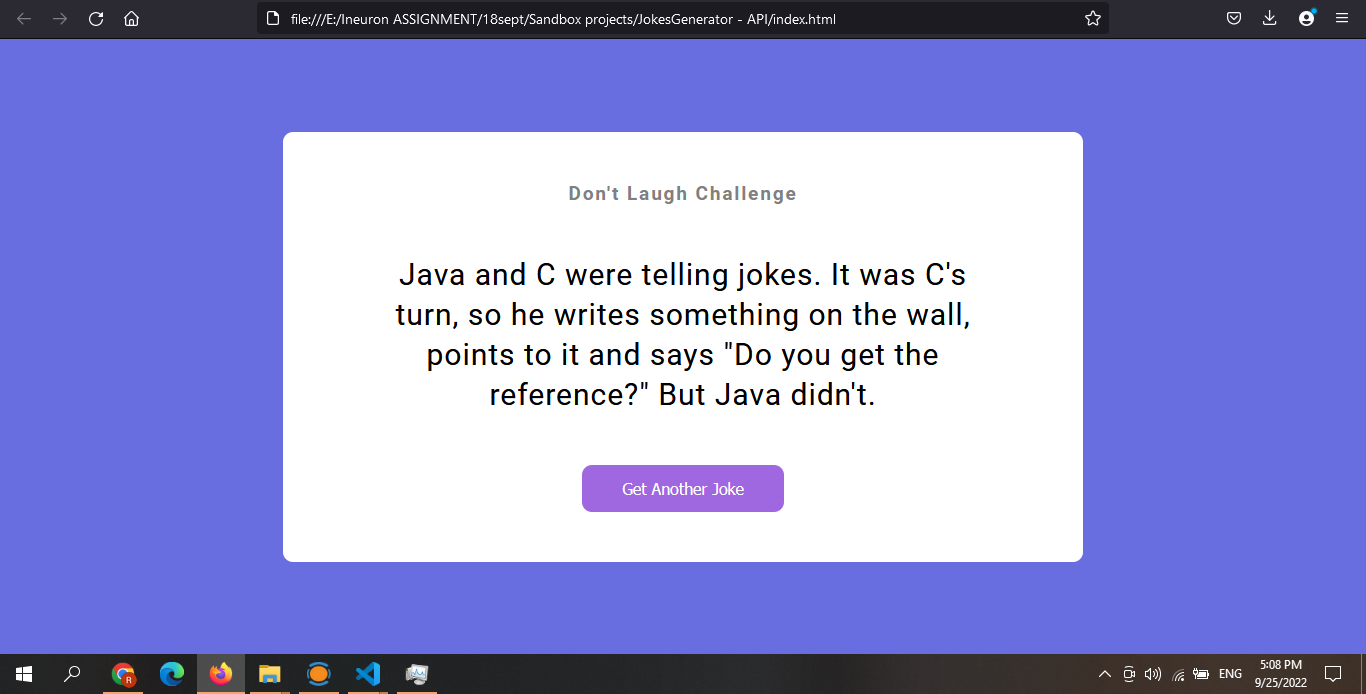 file:///E:/Ineuron ASSIGNMENT/18sept/Sandbox projects/JokesGenerator - API/index.html
Don't Laugh Challenge
Java and C were telling jokes. It was C's
turn, so he writes something on the wall,
points to it and says "Do you get the
reference?" But Java didn't.
Get Another Joke
R
ENG
5:08 PM
9/25/2022